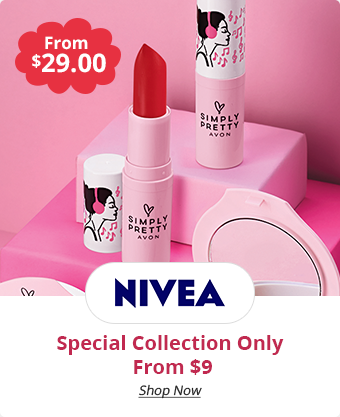 From
$29.00
SIMPLY
PRETTY
AVON
SIMPLY
PRETTY
AVON
NIVEA
Special Collection Only
From $9
Shop Now